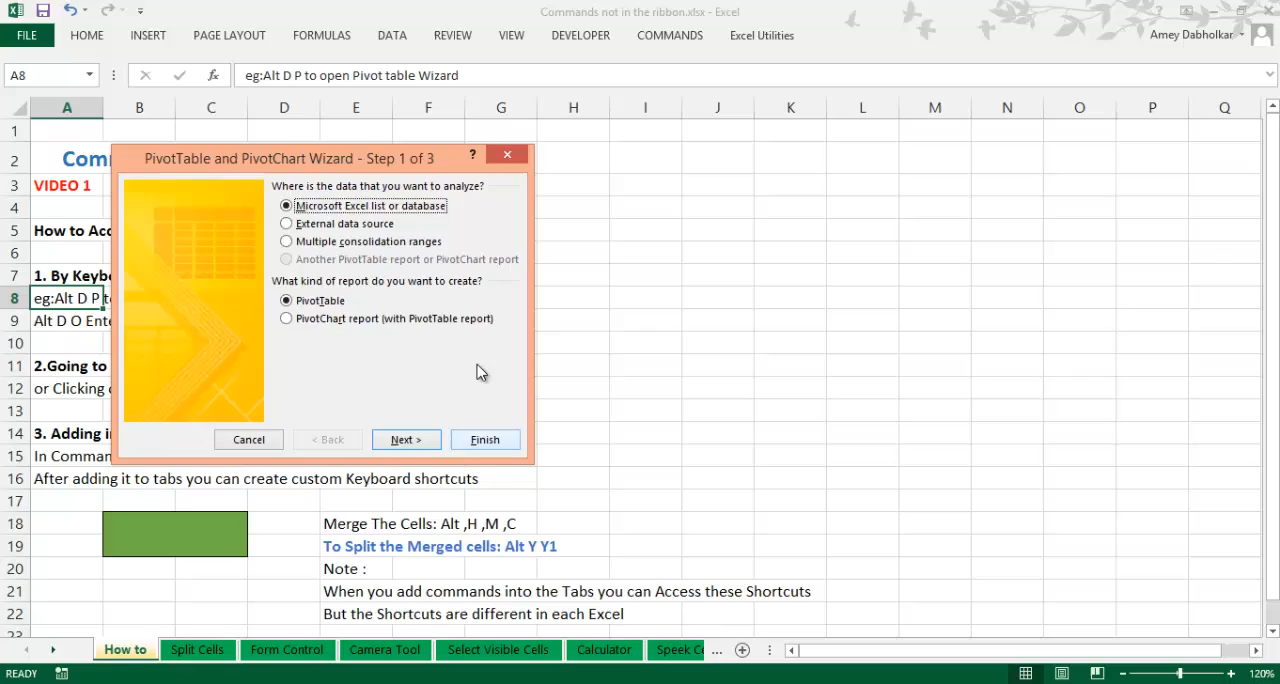 Commands not in the ribbon.xlsx - Excel
FILE HOME INSERT PAGE LAYOUT FORMULAS DATA REVIEW VIEW DEVELOPER COMMANDS Excel Utilities Amey Dabholkar
A8 fx eg:Alt D P to open Pivot table Wizard
A B C D E F G H I J K L M N O P Q
1
2 Com
3 VIDEO 1
4
5 How to Acc
6
7 1. By Keybo
8 eg:Alt D P to
9 Alt D O Ente
10
11 2.Going to
12 or Clicking
13
14 3. Adding i
15 In Comman
16 After adding it to tabs you can create custom Keyboard shortcuts
17
18 Merge The Cells: Alt ,H ,M ,C
19 To Split the Merged cells: Alt Y Y1
20 Note :
21 When you add commands into the Tabs you can Access these Shortcuts
22 But the Shortcuts are different in each Excel
23
PivotTable and PivotChart Wizard - Step 1 of 3 ?
Where is the data that you want to analyze?
Microsoft Excel list or database
External data source
Multiple consolidation ranges
Another PivotTable report or PivotChart report
What kind of report do you want to create?
PivotTable
PivotChart report (with PivotTable report)
Cancel < Back Next > Finish
How to Split Cells Form Control Camera Tool Select Visible Cells Calculator Speek Ce ...
READY 120%